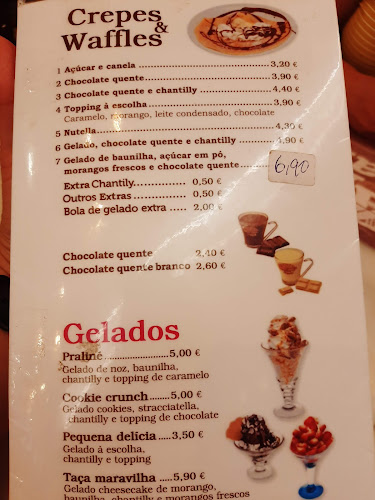 Crepes
&
Waffles
1 Açúcar e canela 3,20 €
2 Chocolate quente 3,90 €
3 Chocolate quente e chantilly 4,40 €
4 Topping à escolha 3,90 €
Caramelo, morango, leite condensado, chocolate
5 Nutella 4,30 €
6 Gelado, chocolate quente e chantilly 4,90 €
7 Gelado de baunilha, açúcar em pó,
morangos frescos e chocolate quente 6,90
Extra Chantily 0,50 €
Outros Extras 0,50 €
Bola de gelado extra 2,00 €
Chocolate quente 2,40 €
Chocolate quente branco 2,60 €
Gelados
Praliné 5,00 €
Gelado de noz, baunilha,
chantilly e topping de caramelo
Cookie crunch 5,00 €
Gelado cookies, stracciatella,
chantilly e topping de chocolate
Pequena delícia 3,50 €
Gelado à escolha,
chantilly e topping
Taça maravilha 5,90 €
Gelado cheesecake de morango,
baunilha, chantilly e morangos frescos